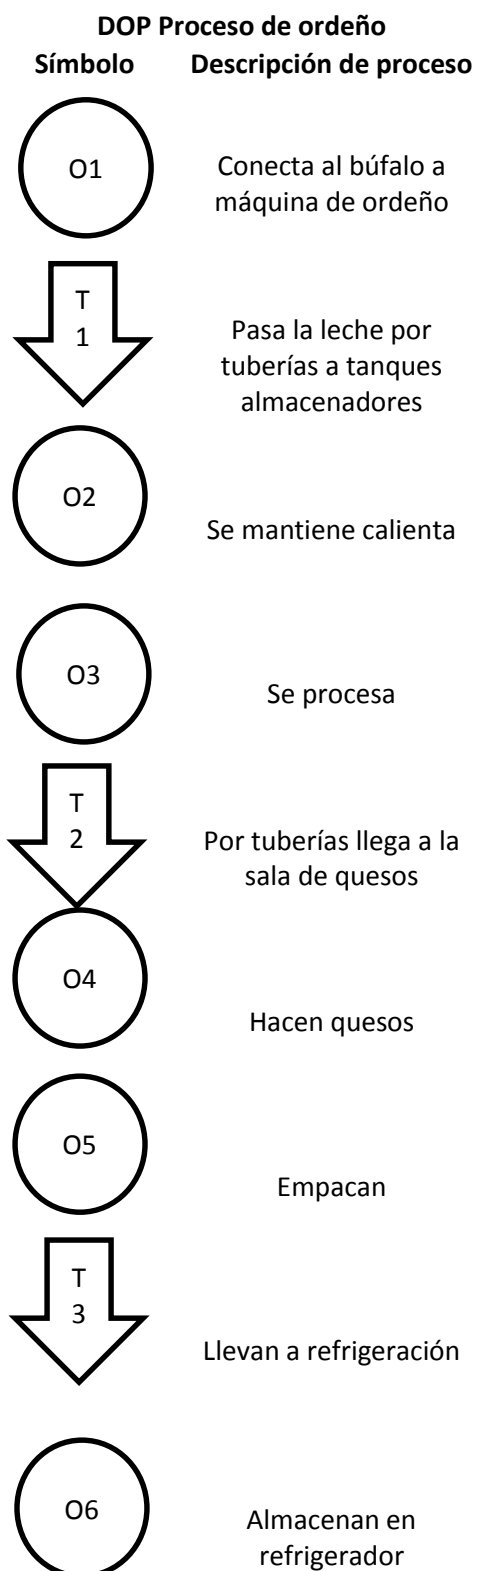 DOP Proceso de ordeño
Símbolo Descripción de proceso
O1
Conecta al búfalo a
máquina de ordeño
T
1
Pasa la leche por
tuberías a tanques
almacenadores
O2
Se mantiene calienta
O3
Se procesa
T
2
Por tuberías llega a la
sala de quesos
O4
Hacen quesos
O5
Empacan
T
3
Llevan a refrigeración
O6
Almacenan en
refrigerador